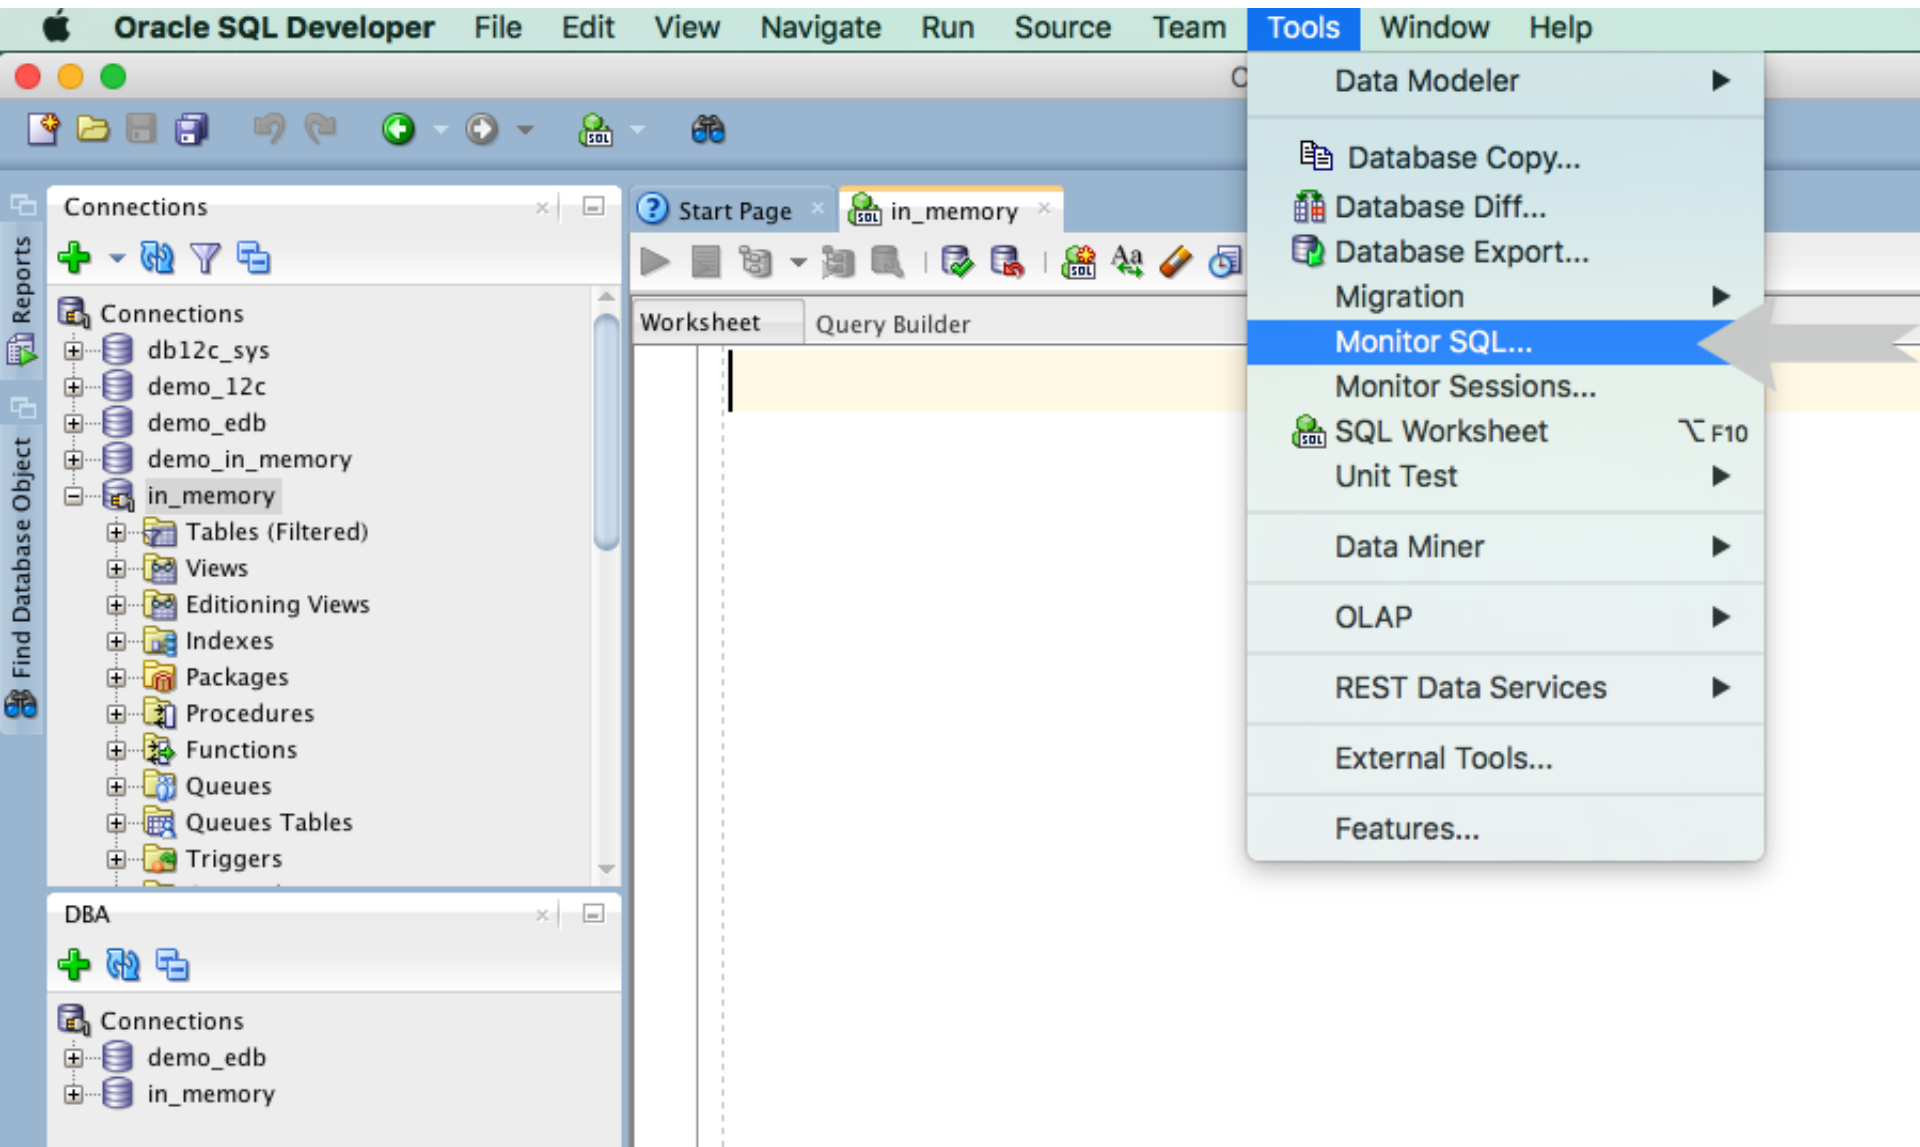 Oracle SQL Developer File Edit View Navigate Run Source Team Tools Window Help
Connections
Reports
Find Database Object
Connections
db12c_sys
demo_12c
demo_edb
demo_in_memory
in_memory
Tables (Filtered)
Views
Editioning Views
Indexes
Packages
Procedures
Functions
Queues
Queues Tables
Triggers
DBA
Connections
demo_edb
in_memory
Start Page in_memory
Worksheet Query Builder
Data Modeler
Database Copy...
Database Diff...
Database Export...
Migration
Monitor SQL...
Monitor Sessions...
SQL Worksheet ⌥ F10
Unit Test
Data Miner
OLAP
REST Data Services
External Tools...
Features...